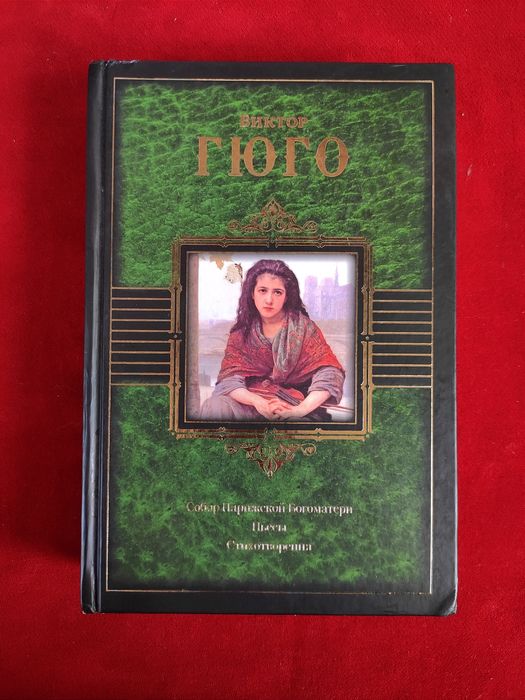 Виктор
ГЮГО
Собор Парижской Богоматери
Пьесы
Стихотворения